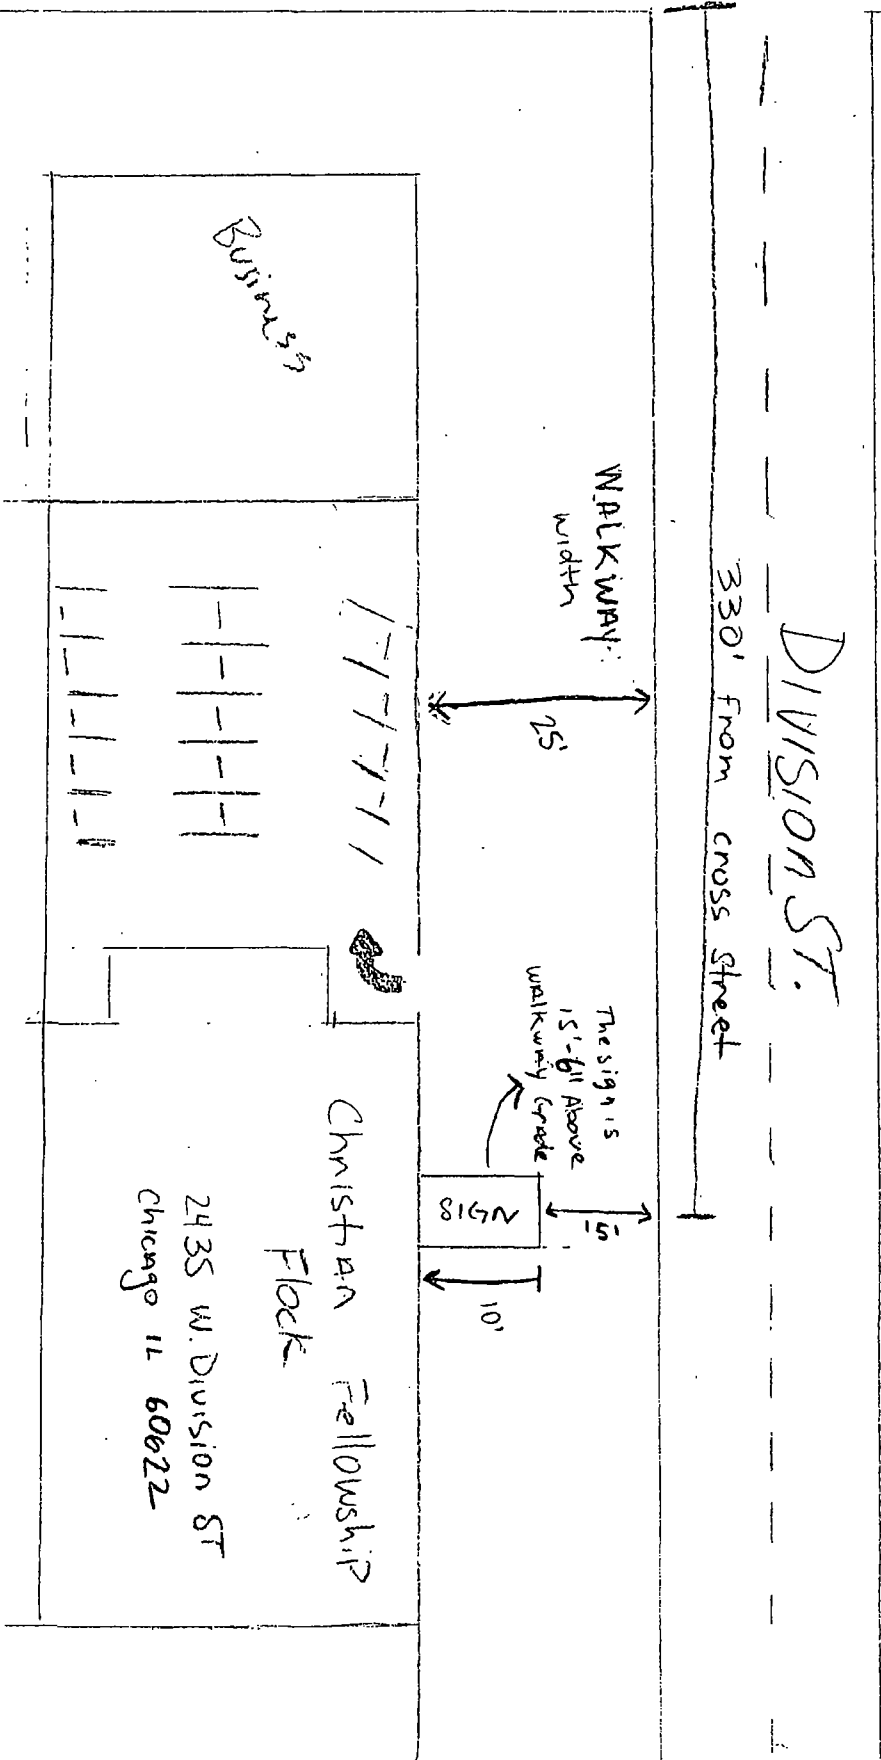 DIVISION ST.
330' from cross street
WALKWAY:
width
25'
The sign is
15'-6" Above
walkway Grade
SIGN
15'
10'
Business
Christian Fellowship
Flock
2435 W. Division ST
Chicago IL 60622